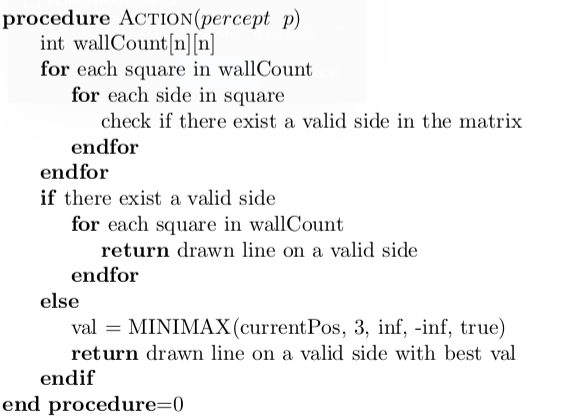 procedure ACTION(percept p)
int wallCount[n][n]
for each square in wallCount
for each side in square
check if there exist a valid side in the matrix
endfor
endfor
if there exist a valid side
for each square in wallCount
return drawn line on a valid side
endfor
else
val = MINIMAX(currentPos, 3, inf, -inf, true)
return drawn line on a valid side with best val
endif
end procedure=0